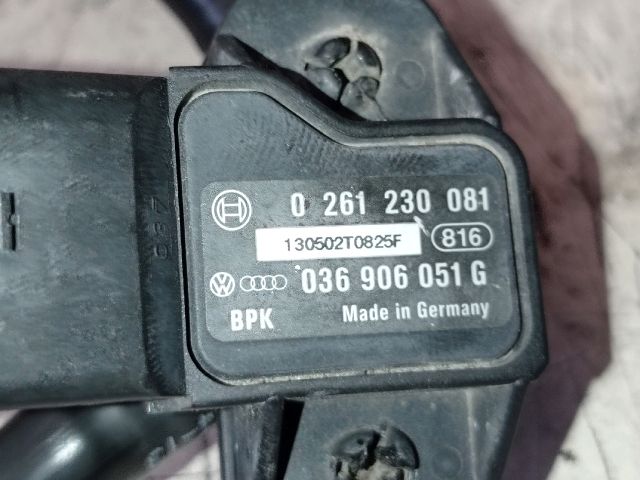 0 261 230 081
130502T0825F 816
036 906 051 G
BPK Made in Germany